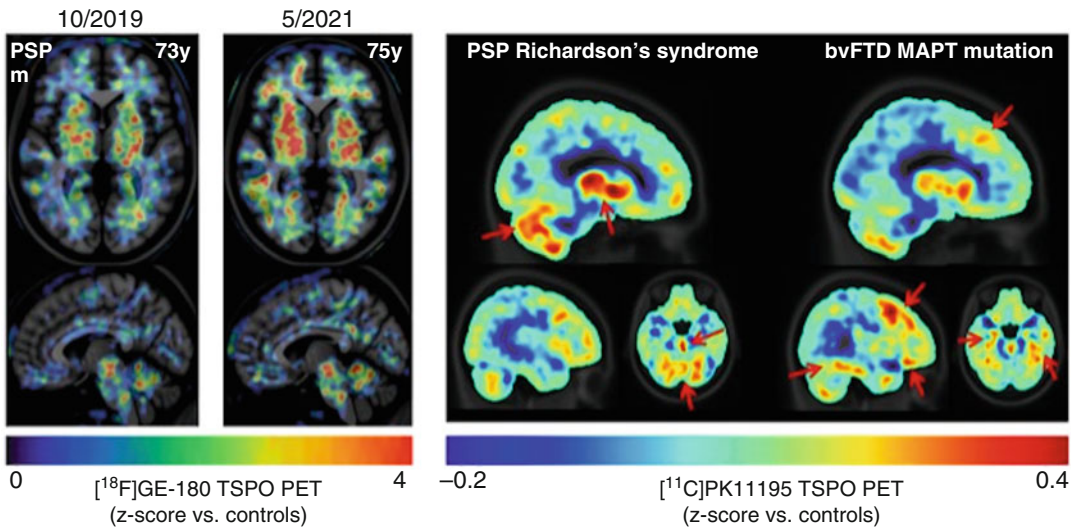 10/2019
5/2021
PSP
m
73y
75y
PSP Richardson's syndrome
bvFTD MAPT mutation
0
4
[¹⁸F]GE-180 TSPO PET
(z-score vs. controls)
–0.2
0.4
[¹¹C]PK11195 TSPO PET
(z-score vs. controls)